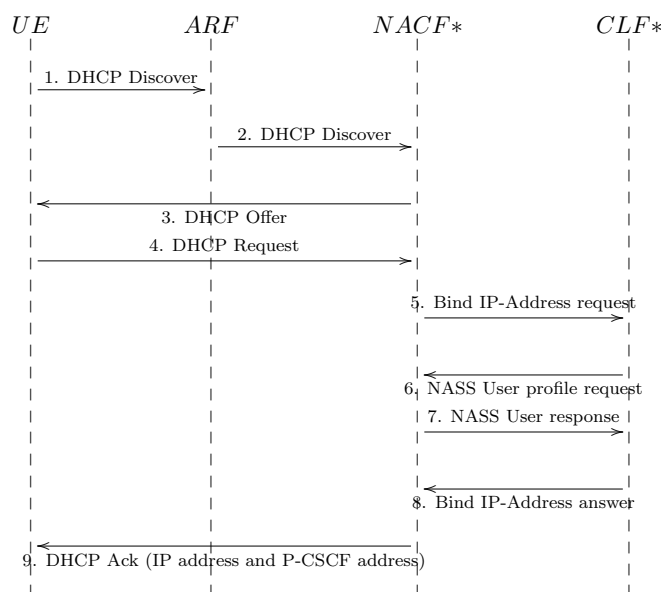 UE ARF NACF* CLF*
1. DHCP Discover
2. DHCP Discover
3. DHCP Offer
4. DHCP Request
5. Bind IP-Address request
6. NASS User profile request
7. NASS User response
8. Bind IP-Address answer
9. DHCP Ack (IP address and P-CSCF address)